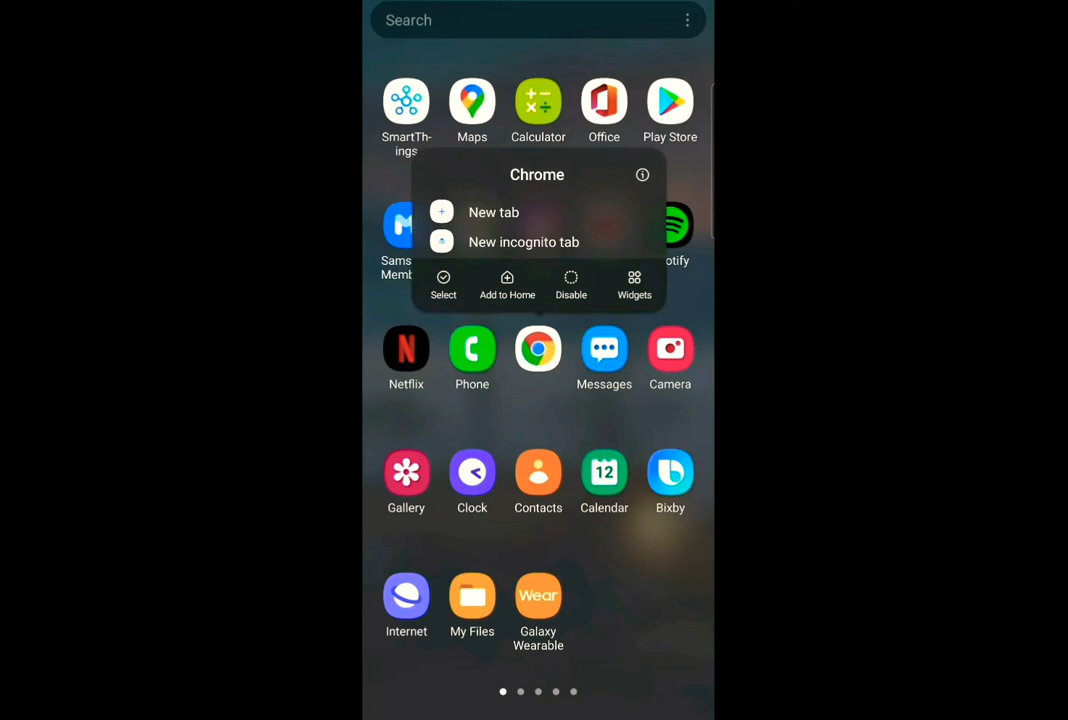 Search
SmartTh-
ings
Maps
Calculator
Office
Play Store
Chrome
New tab
New incognito tab
Sams
Memb
otify
Select
Add to Home
Disable
Widgets
Netflix
Phone
Messages
Camera
Gallery
Clock
12
Contacts
Calendar
Bixby
Wear
Internet
My Files
Galaxy
Wearable